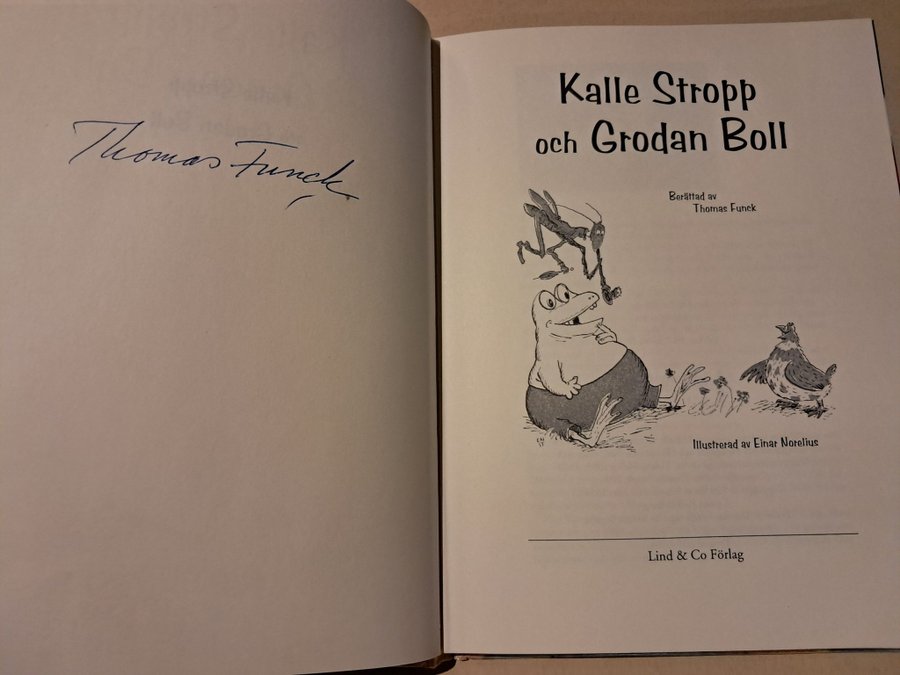 Thomas Funck
Kalle Stropp
och Grodan Boll
Berättad av
Thomas Funck
Illustrerad av Einar Norelius
Lind & Co Förlag